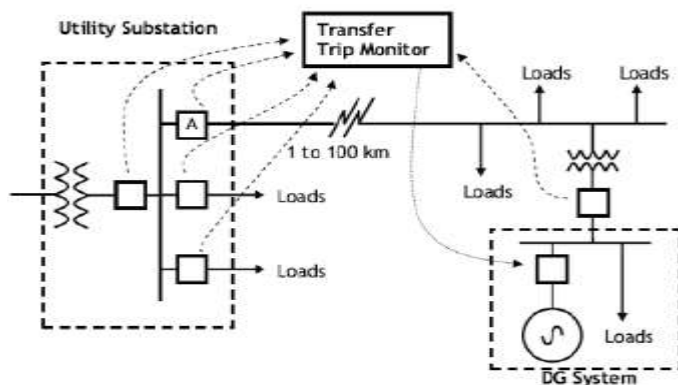 Utility Substation
Transfer
Trip Monitor
Loads
Loads
A
1 to 100 km
Loads
Loads
Loads
Loads
DG System